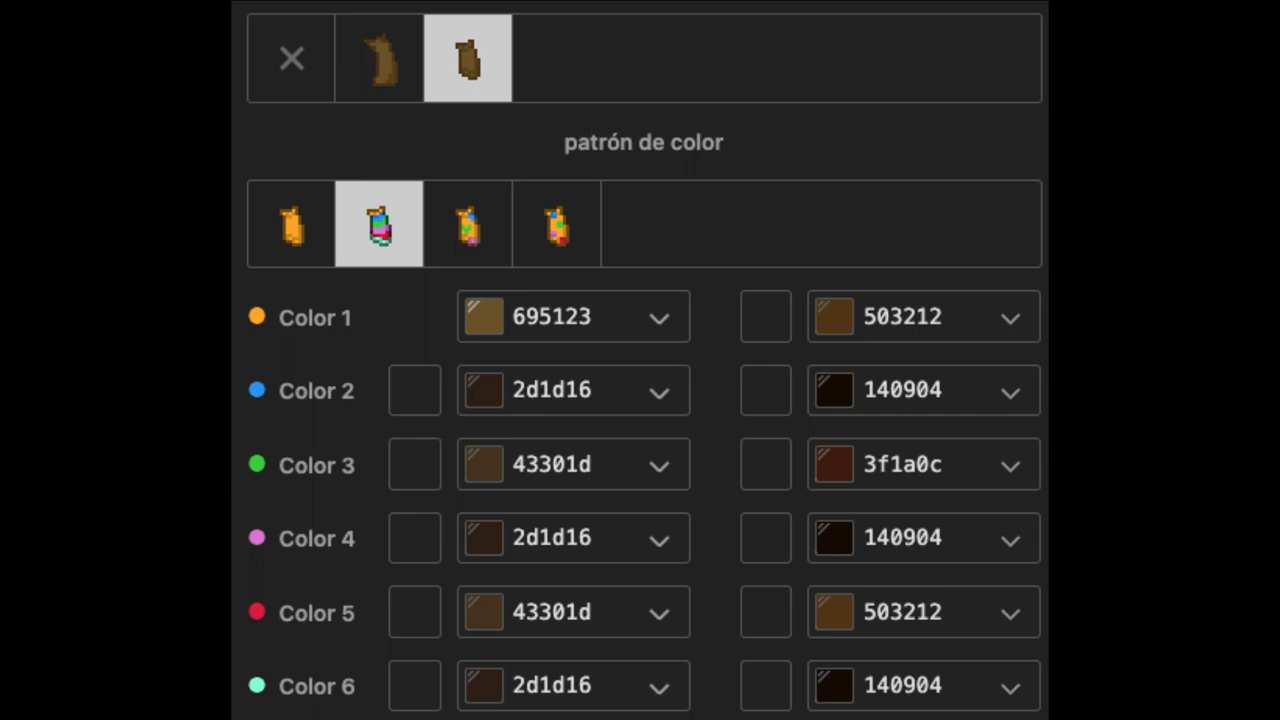 patrón de color
Color 1 695123 503212
Color 2 2d1d16 140904
Color 3 43301d 3f1a0c
Color 4 2d1d16 140904
Color 5 43301d 503212
Color 6 2d1d16 140904